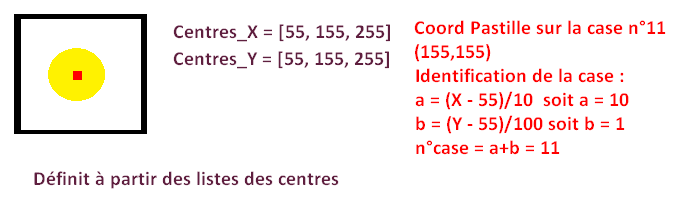 Centres_X = [55, 155, 255]
Centres_Y = [55, 155, 255]
Coord Pastille sur la case n°11
(155,155)
Identification de la case :
a = (X - 55)/10 soit a = 10
b = (Y - 55)/100 soit b = 1
n°case = a+b = 11
Définit à partir des listes des centres